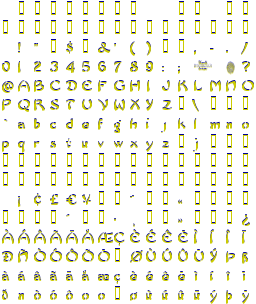 ! " $ & ' ( ) , - . /
0 1 2 3 4 5 6 7 8 9 : ; ?
@ A B C D E F G H I J K L M N O
P Q R S T U V W X Y Z \
` a b c d e f g h i j k l m n o
p q r s t u v w x y z
¡ ¢ £ ¥ ¨ «
´ »  ¿
À Á Â Ã Ä Å Æ Ç È É Ê Ë Ì Í Î Ï
Ð Ñ Ò Ó Ô Õ Ö Ø Ù Ú Û Ü Ý Þ ß
à á â ã ä å æ ç è é ê ë ì í î ï
ð ñ ò ó ô õ ö ø ù ú û ü ý þ ÿ